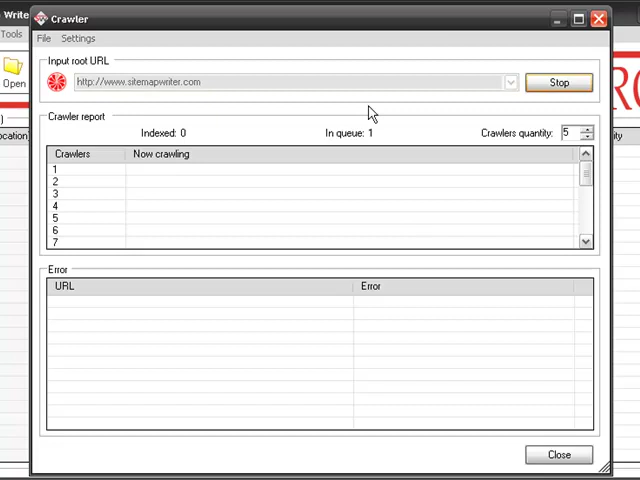 Write
Crawler
Tools
File Settings
Input root URL
Open
http://www.sitemapwriter.com
Stop
Crawler report
Indexed: 0 In queue: 1 Crawlers quantity: 5
Crawlers Now crawling
1
2
3
4
5
6
7
Error
URL Error
Close